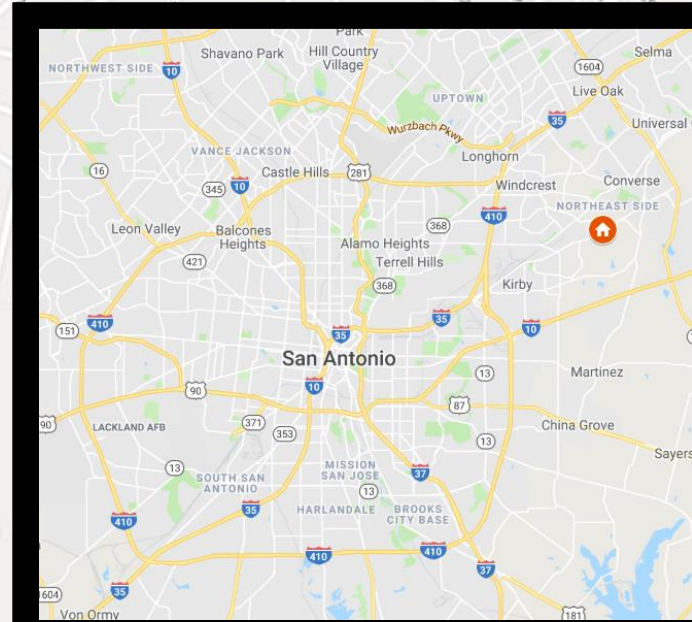 Park
Shavano Park
Hill Country
Village
Selma
NORTHWEST SIDE
10
1604
Live Oak
UPTOWN
35
Universal
Wurzbach Pkwy
VANCE JACKSON
Longhorn
16
Castle Hills
281
345
10
Windcrest
Converse
NORTHEAST SIDE
410
Leon Valley
Balcones
Heights
368
Alamo Heights
Terrell Hills
421
368
Kirby
410
151
35
35
10
San Antonio
13
Martinez
10
90
87
90
LACKLAND AFB
371
353
China Grove
13
Sayers
13
SOUTH SAN
ANTONIO
MISSION
SAN JOSE
37
13
35
HARLANDALE
BROOKS
CITY BASE
410
410
410
37
35
1604
Von Ormy
181